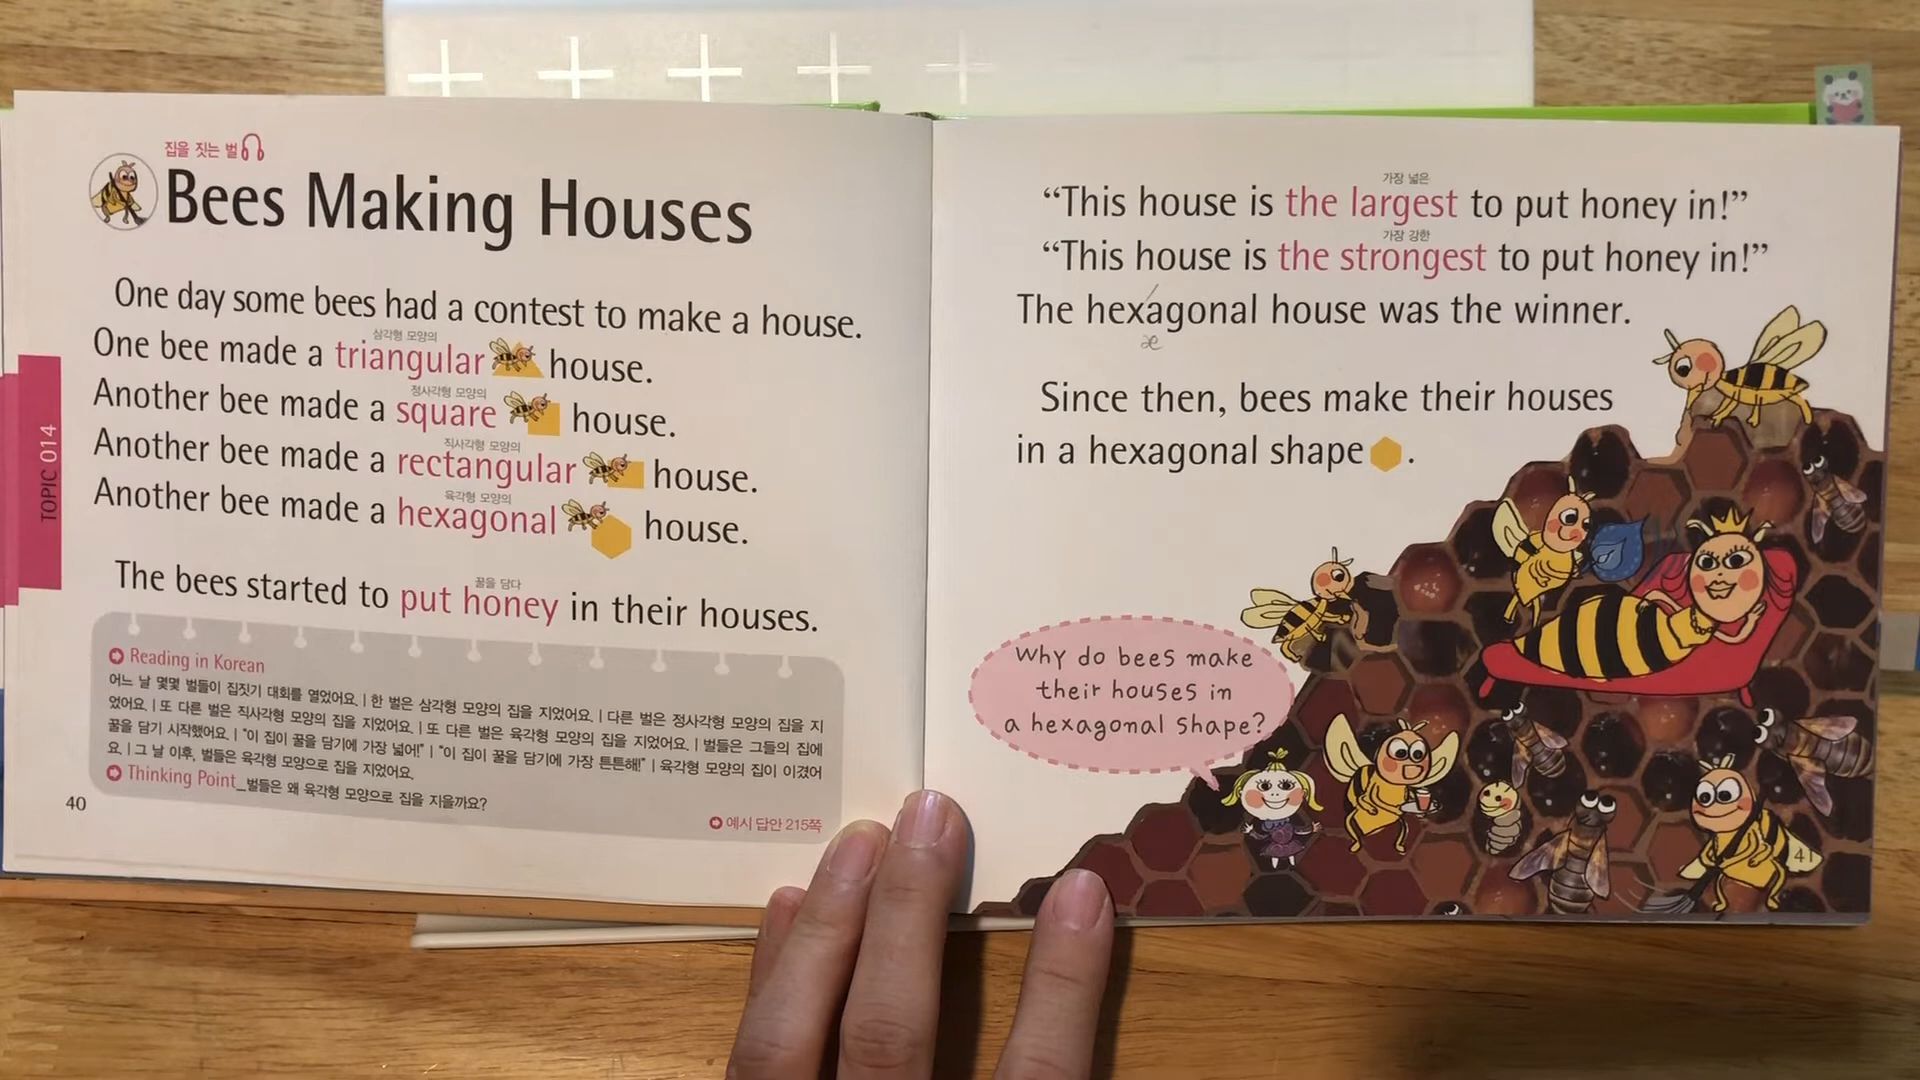 집을 짓는 벌
Bees Making Houses
One day some bees had a contest to make a house.
삼각형 모양의
One bee made a triangular house.
정사각형 모양의
Another bee made a square house.
직사각형 모양의
Another bee made a rectangular house.
육각형 모양의
Another bee made a hexagonal house.
꿀을 담다
The bees started to put honey in their houses.
Reading in Korean
어느 날 몇몇 벌들이 집짓기 대회를 열었어요. | 한 벌은 삼각형 모양의 집을 지었어요. | 다른 벌은 정사각형 모양의 집을 지
었어요. | 또 다른 벌은 직사각형 모양의 집을 지었어요. | 또 다른 벌은 육각형 모양의 집을 지었어요. | 벌들은 그들의 집에
꿀을 담기 시작했어요. | “이 집이 꿀을 담기에 가장 넓어!” | “이 집이 꿀을 담기에 가장 튼튼해!” | 육각형 모양의 집이 이겼어
요. | 그 날 이후, 벌들은 육각형 모양으로 집을 지었어요.
Thinking Point_벌들은 왜 육각형 모양으로 집을 지을까요?
예시 답안 215쪽
40
TOPIC 014
가장 넓은
“This house is the largest to put honey in!”
가장 강한
“This house is the strongest to put honey in!”
The hexagonal house was the winner.
æ
Since then, bees make their houses
in a hexagonal shape .
Why do bees make
their houses in
a hexagonal shape?
41